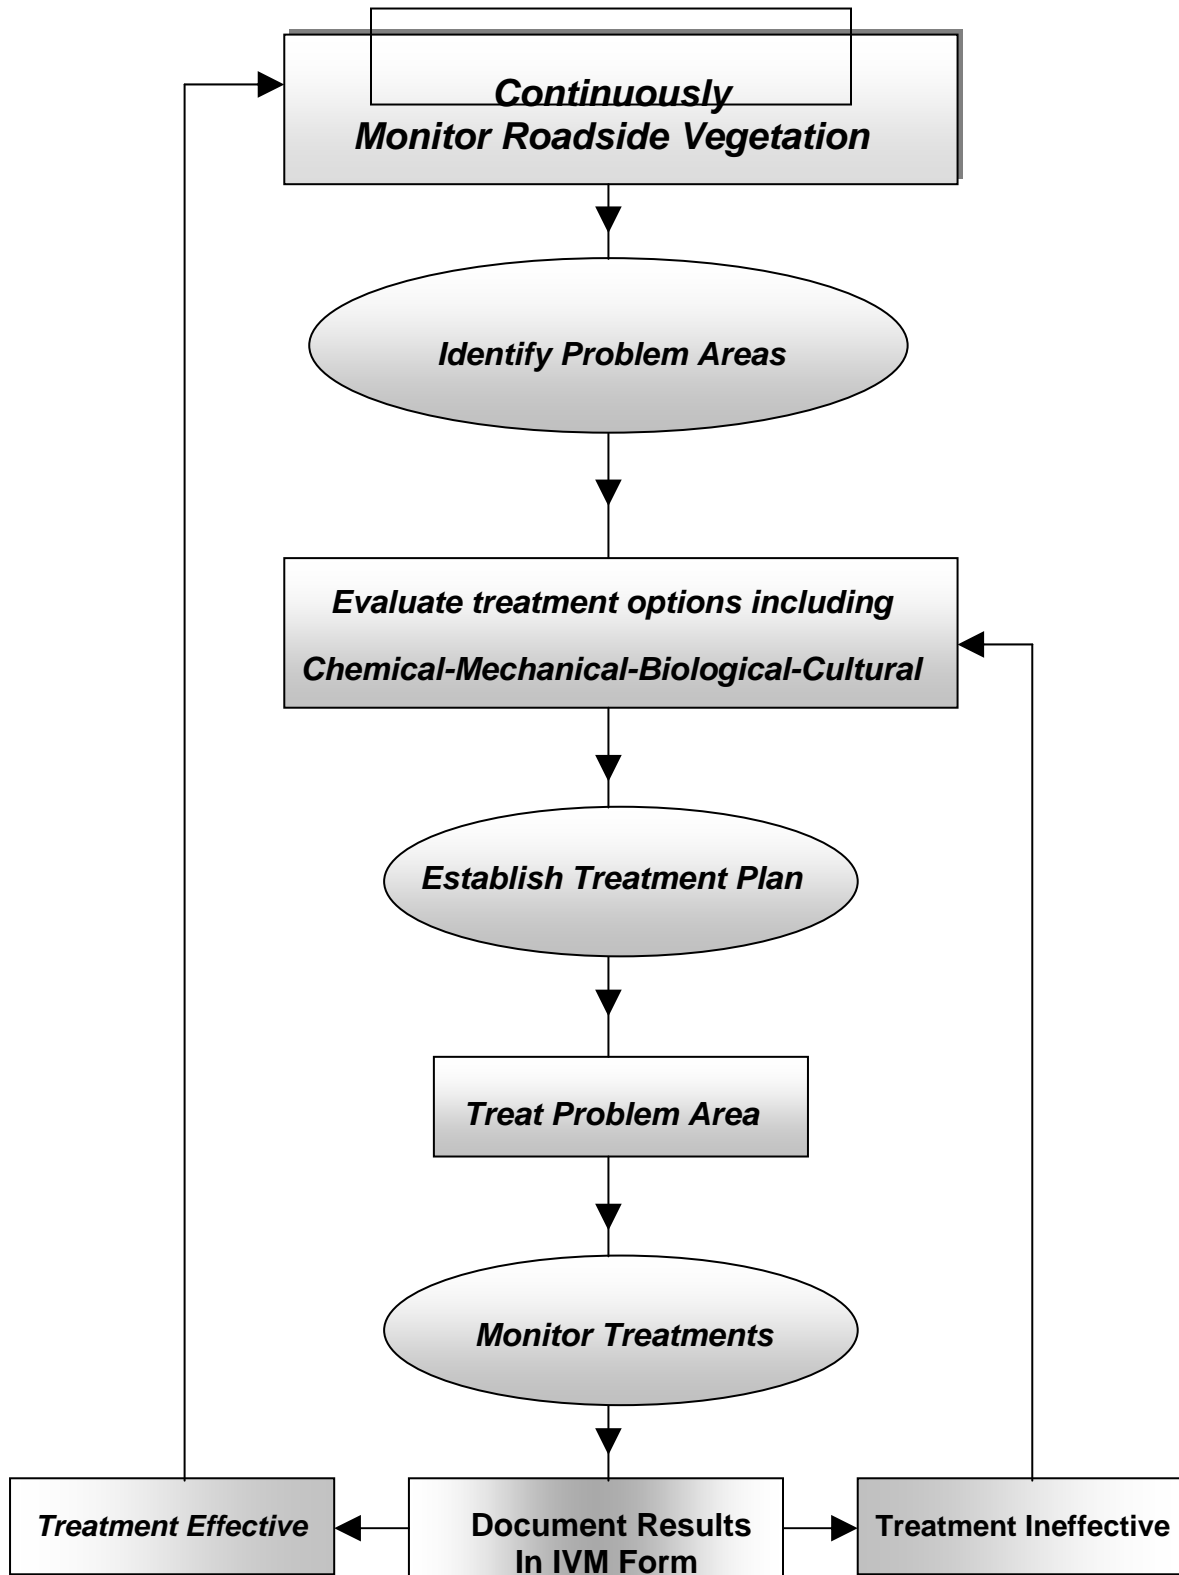 Continuously
Monitor Roadside Vegetation
Identify Problem Areas
Evaluate treatment options including
Chemical-Mechanical-Biological-Cultural
Establish Treatment Plan
Treat Problem Area
Monitor Treatments
Treatment Effective
Document Results
In IVM Form
Treatment Ineffective